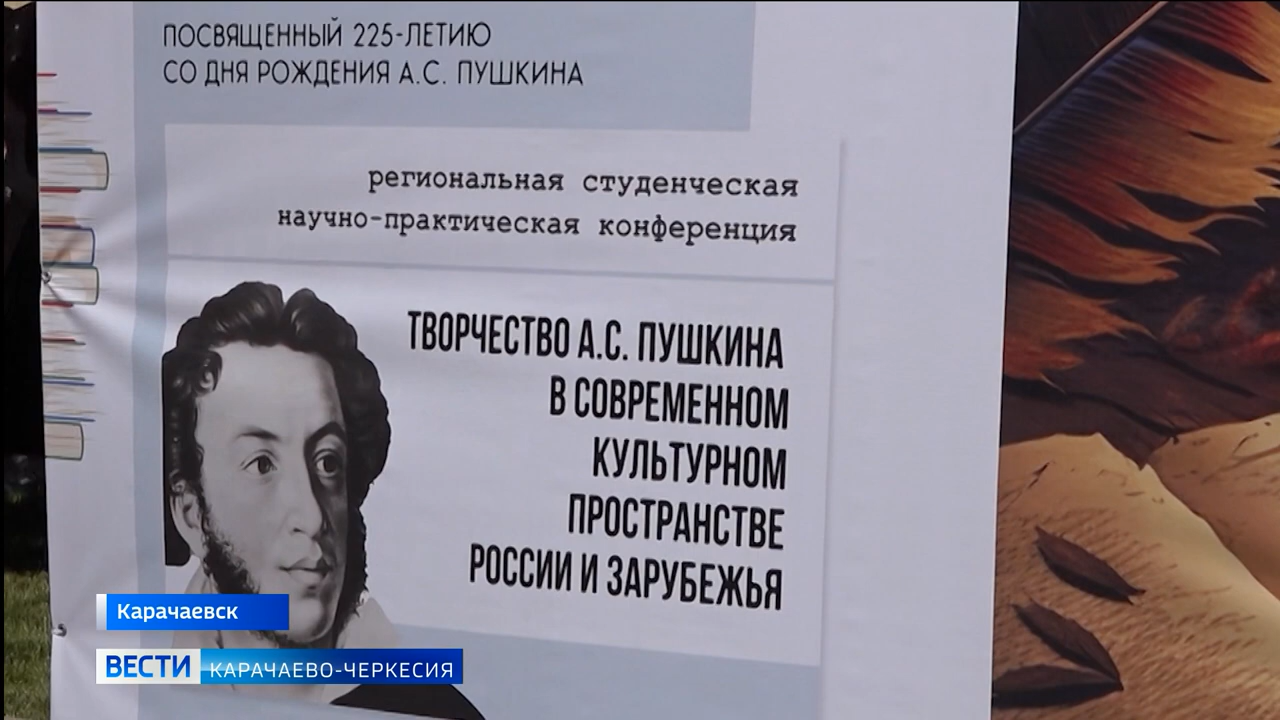 ПОСВЯЩЕННЫЙ 225-ЛЕТИЮ
СО ДНЯ РОЖДЕНИЯ А.С. ПУШКИНА
региональная студенческая
научно-практическая конференция
ТВОРЧЕСТВО А.С. ПУШКИНА
В СОВРЕМЕННОМ
КУЛЬТУРНОМ
ПРОСТРАНСТВЕ
РОССИИ И ЗАРУБЕЖЬЯ
Карачаевск
ВЕСТИ КАРАЧАЕВО-ЧЕРКЕСИЯ